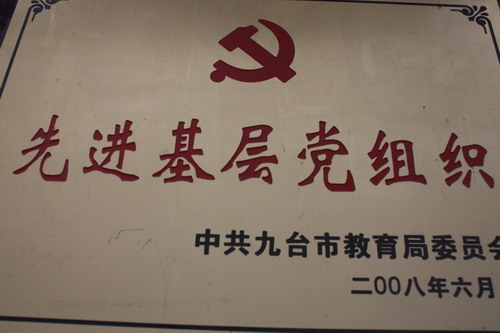 先进基层党组织
中共九台市教育局委员会
二00八年六月